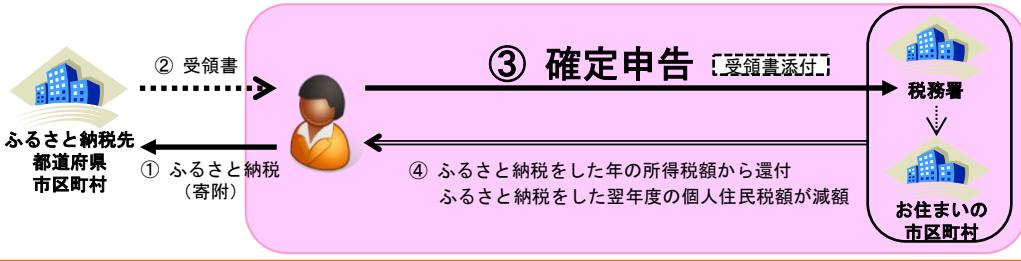 ② 受領書
③ 確定申告
受領書添付
税務署
ふるさと納税先
都道府県
市区町村
① ふるさと納税
（寄附）
④ ふるさと納税をした年の所得税額から還付
ふるさと納税をした翌年度の個人住民税額が減額
お住まいの
市区町村